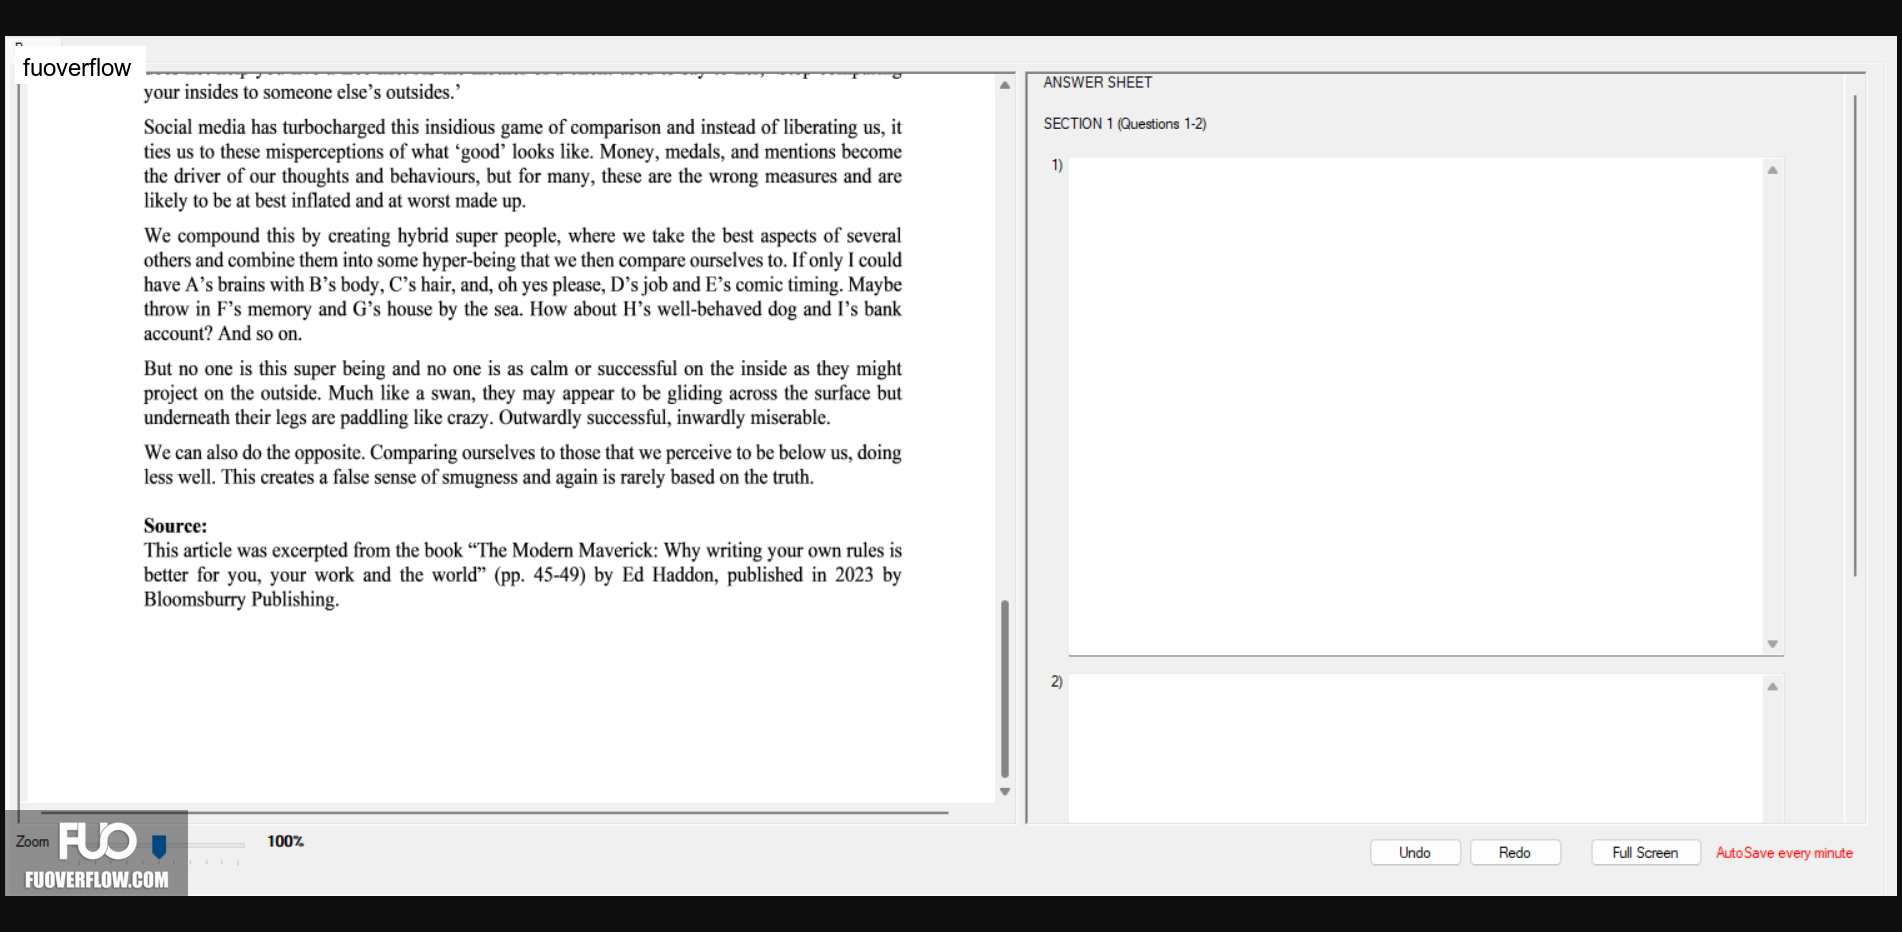 fuoverflow
your insides to someone else's outsides.'
Social media has turbocharged this insidious game of comparison and instead of liberating us, it
ties us to these misperceptions of what 'good' looks like. Money, medals, and mentions become
the driver of our thoughts and behaviours, but for many, these are the wrong measures and are
likely to be at best inflated and at worst made up.
We compound this by creating hybrid super people, where we take the best aspects of several
others and combine them into some hyper-being that we then compare ourselves to. If only I could
have A's brains with B's body, C's hair, and, oh yes please, D's job and E's comic timing. Maybe
throw in F's memory and G's house by the sea. How about H's well-behaved dog and I's bank
account? And so on.
But no one is this super being and no one is as calm or successful on the inside as they might
project on the outside. Much like a swan, they may appear to be gliding across the surface but
underneath their legs are paddling like crazy. Outwardly successful, inwardly miserable.
We can also do the opposite. Comparing ourselves to those that we perceive to be below us, doing
less well. This creates a false sense of smugness and again is rarely based on the truth.
Source:
This article was excerpted from the book “The Modern Maverick: Why writing your own rules is
better for you, your work and the world” (pp. 45-49) by Ed Haddon, published in 2023 by
Bloomsburry Publishing.
ANSWER SHEET
SECTION 1 (Questions 1-2)
1)
2)
Zoom
100%
FUO
FUOVERFLOW.COM
Undo
Redo
Full Screen
AutoSave every minute